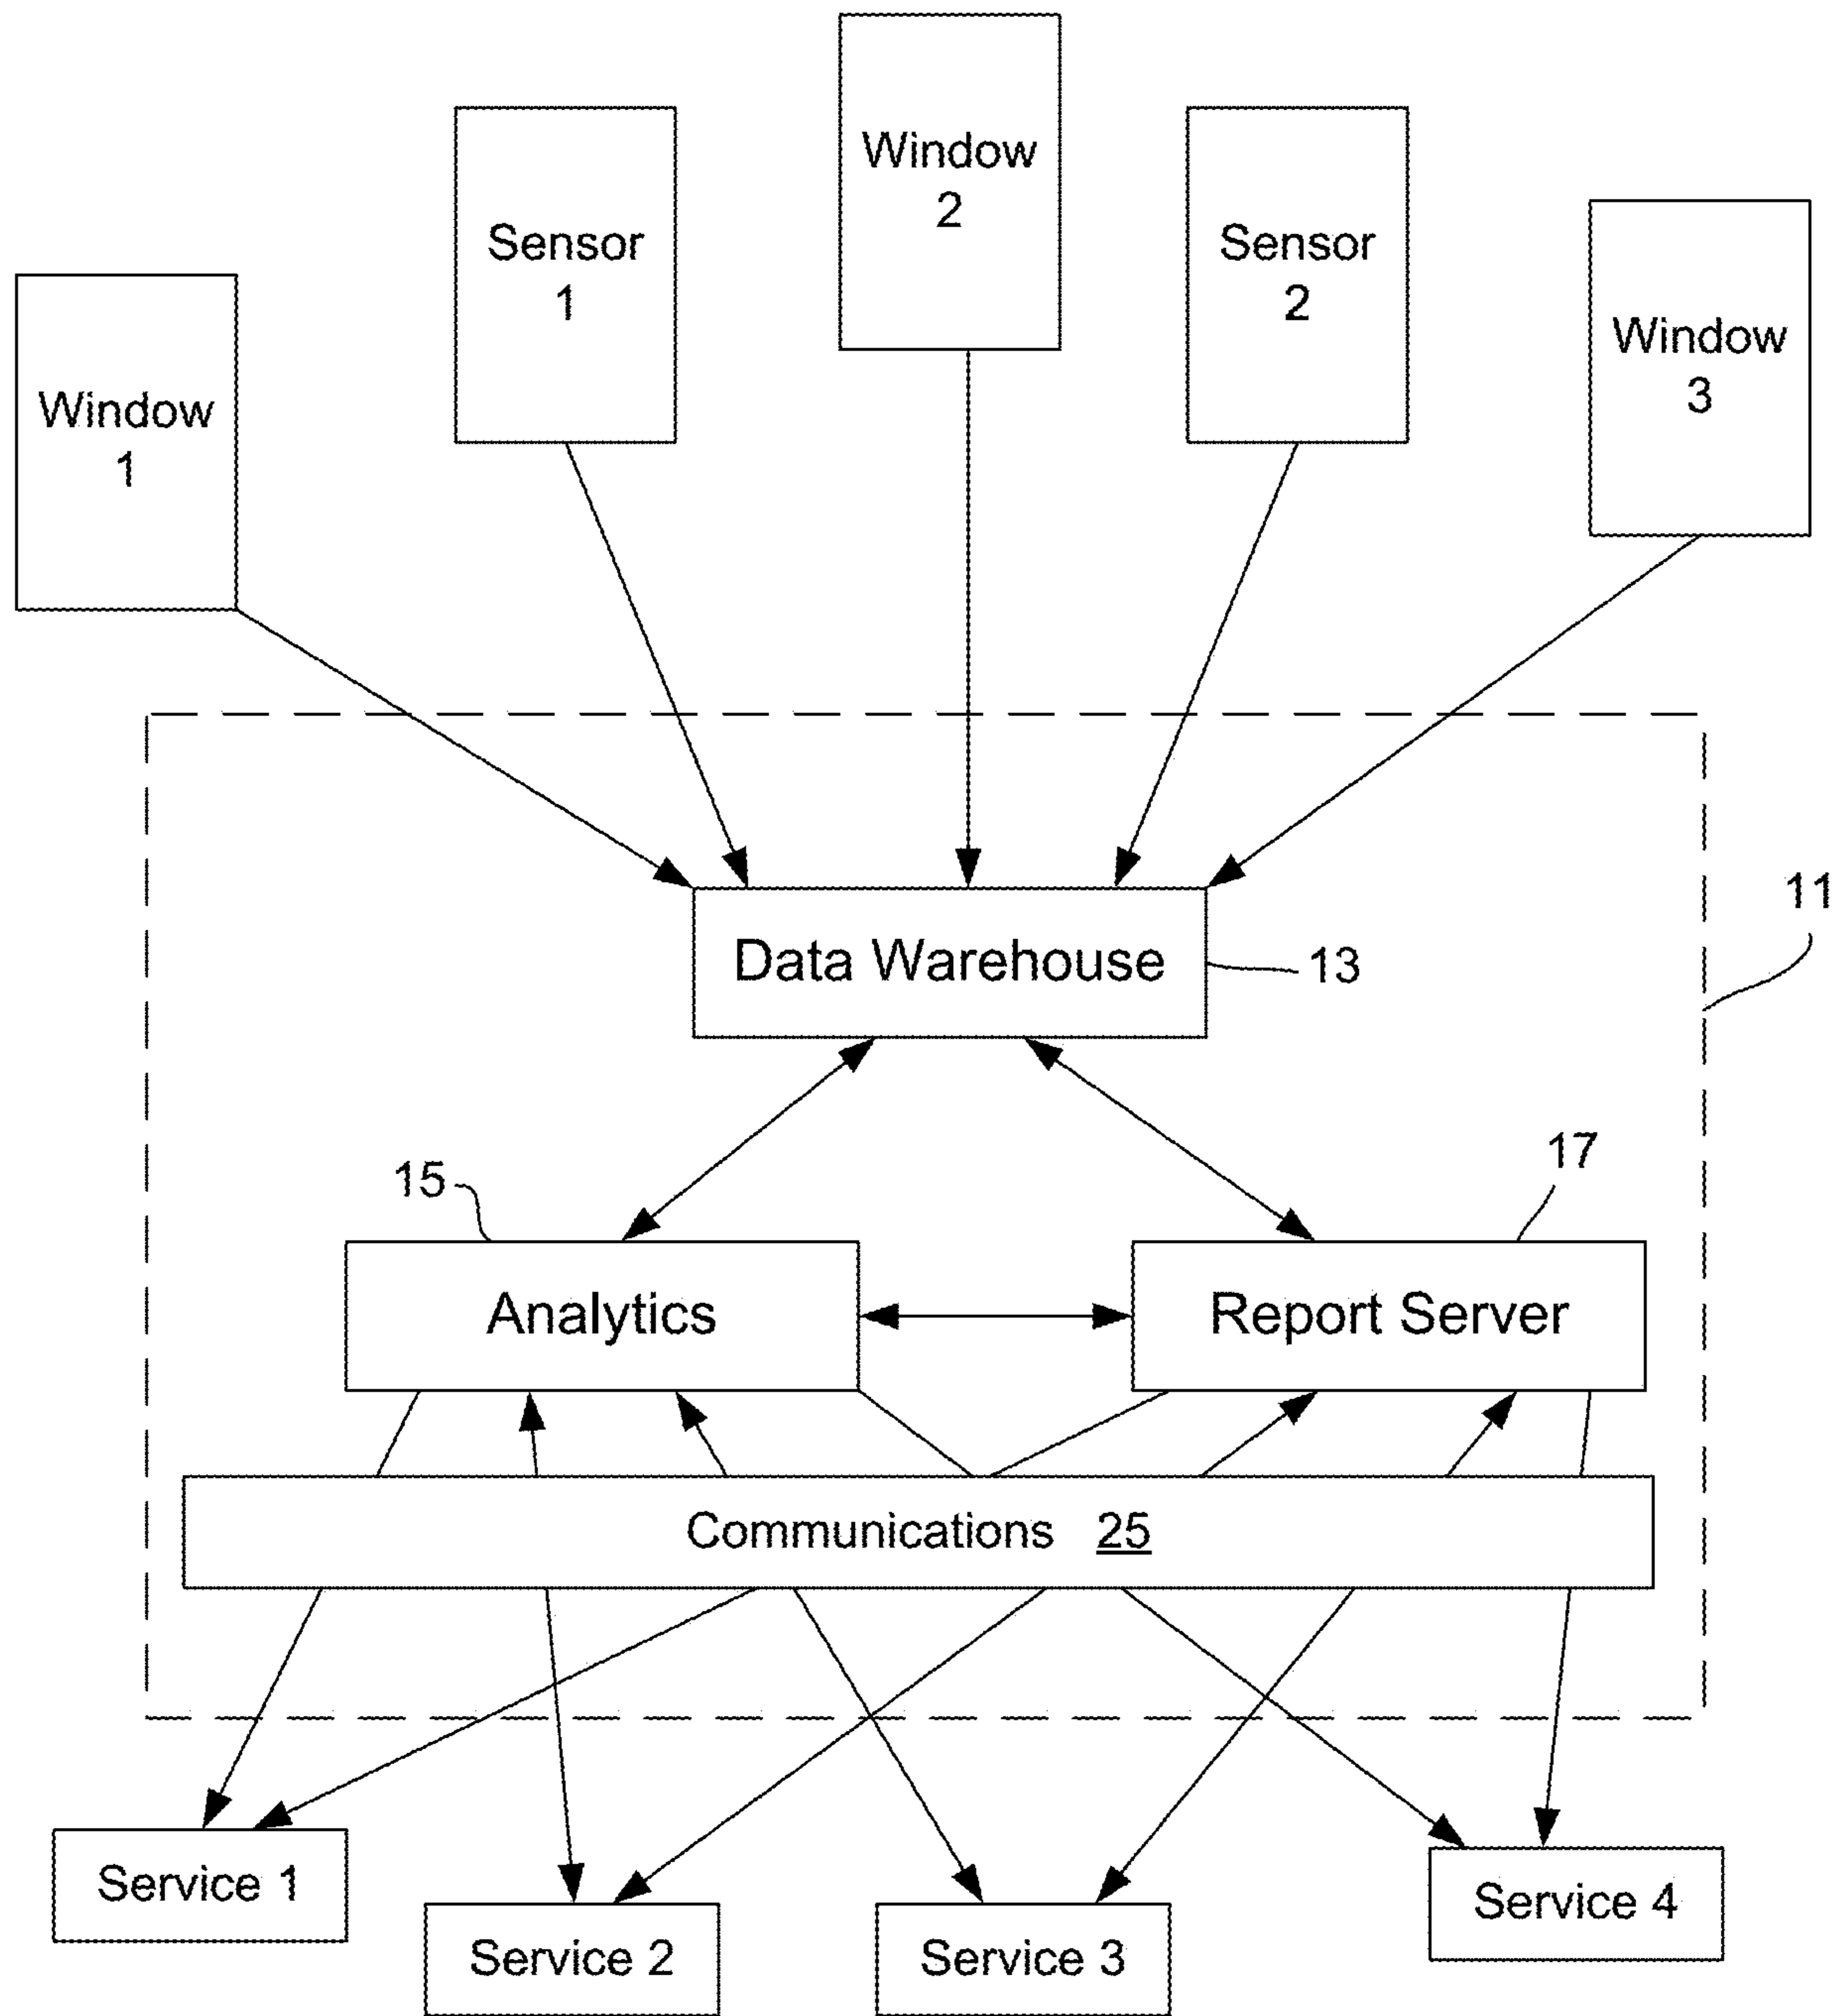 Window
2
Sensor
1
Sensor
2
Window
3
Window
1
11
Data Warehouse
13
15
17
Analytics
Report Server
Communications 25
Service 1
Service 4
Service 2
Service 3